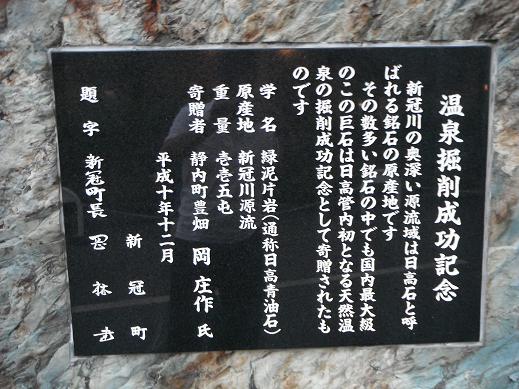 温泉掘削成功記念
新冠川の奥深い源流域は日高石と呼
ばれる銘石の原産地です
その数多い銘石の中でも国内最大級
のこの巨石は日高管内初となる天然温
泉の掘削成功記念として寄贈されたも
のです
学名 緑泥片岩(通称日高青油石)
原産地 新冠川源流
重量 壱壱五屯
寄贈者 静内町豊畑 岡庄作氏
平成十年十二月
新冠町
題字 新冠町長